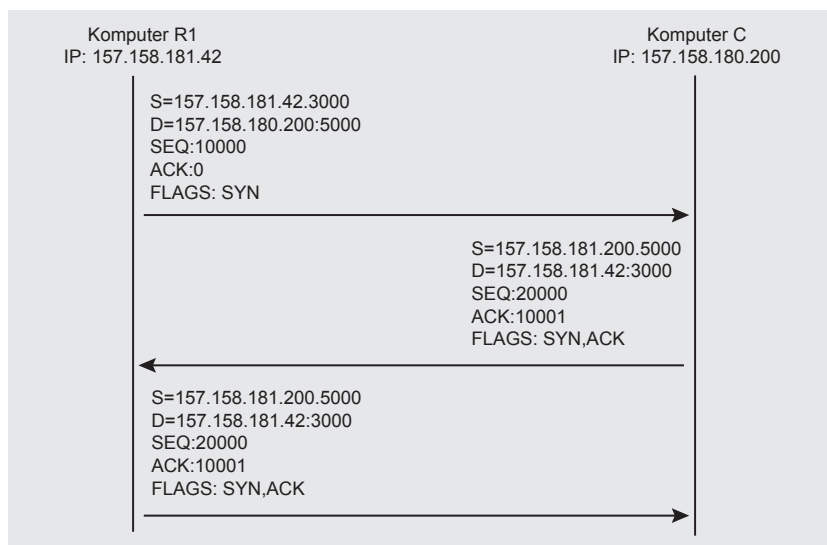 Komputer R1
IP: 157.158.181.42
Komputer C
IP: 157.158.180.200
S=157.158.181.42.3000
D=157.158.180.200:5000
SEQ:10000
ACK:0
FLAGS: SYN
S=157.158.181.200.5000
D=157.158.181.42:3000
SEQ:20000
ACK:10001
FLAGS: SYN,ACK
S=157.158.181.200.5000
D=157.158.181.42:3000
SEQ:20000
ACK:10001
FLAGS: SYN,ACK